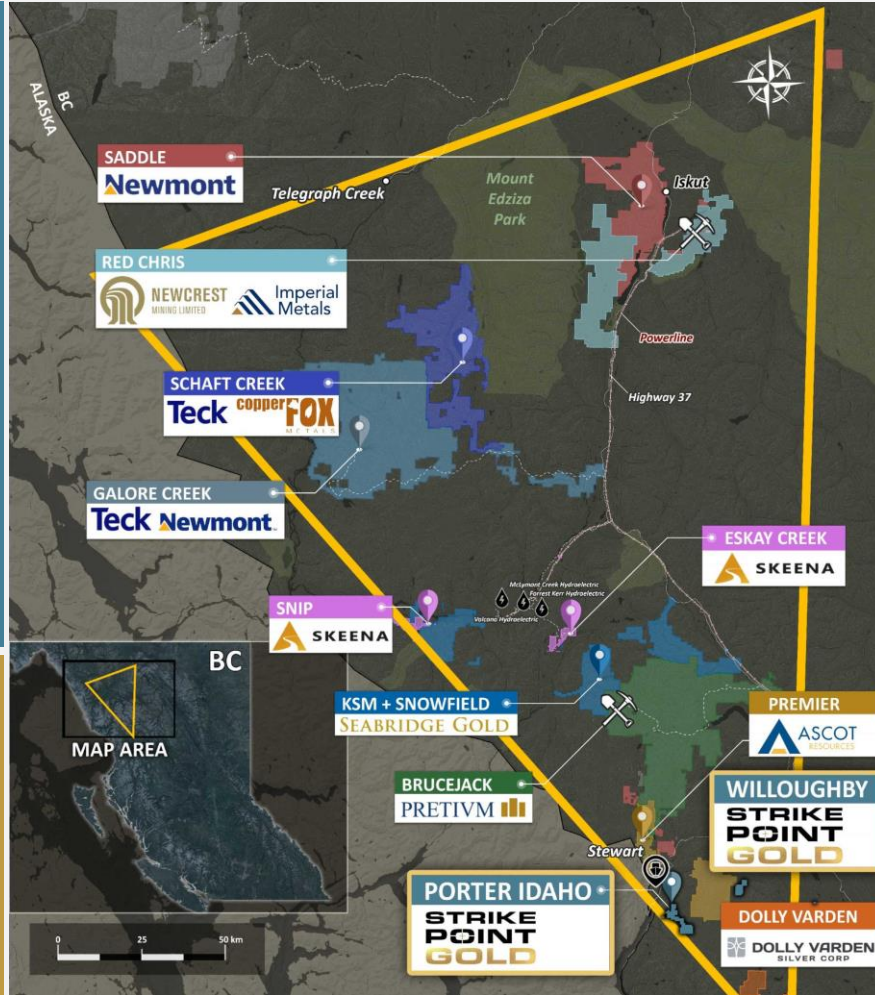 BC
ALASKA
SADDLE
Newmont
Telegraph Creek
Mount
Edziza
Park
Iskut
RED CHRIS
NEWCREST
MINING LIMITED
Imperial
Metals
Powerline
SCHAFT CREEK
Teck
copper
FOX
METALS
Highway 37
GALORE CREEK
Teck Newmont
ESKAY CREEK
SKEENA
McLymont Creek Hydroelectric
Forrest Kerr Hydroelectric
Volcano Hydroelectric
SNIP
SKEENA
BC
MAP AREA
KSM + SNOWFIELD
SEABRIDGE GOLD
PREMIER
ASCOT
RESOURCES
BRUCEJACK
PRETIVM
WILLOUGHBY
STRIKE
POINT
GOLD
Stewart
PORTER IDAHO
STRIKE
POINT
GOLD
DOLLY VARDEN
DOLLY VARDEN
SILVER CORP
0 25 50 km